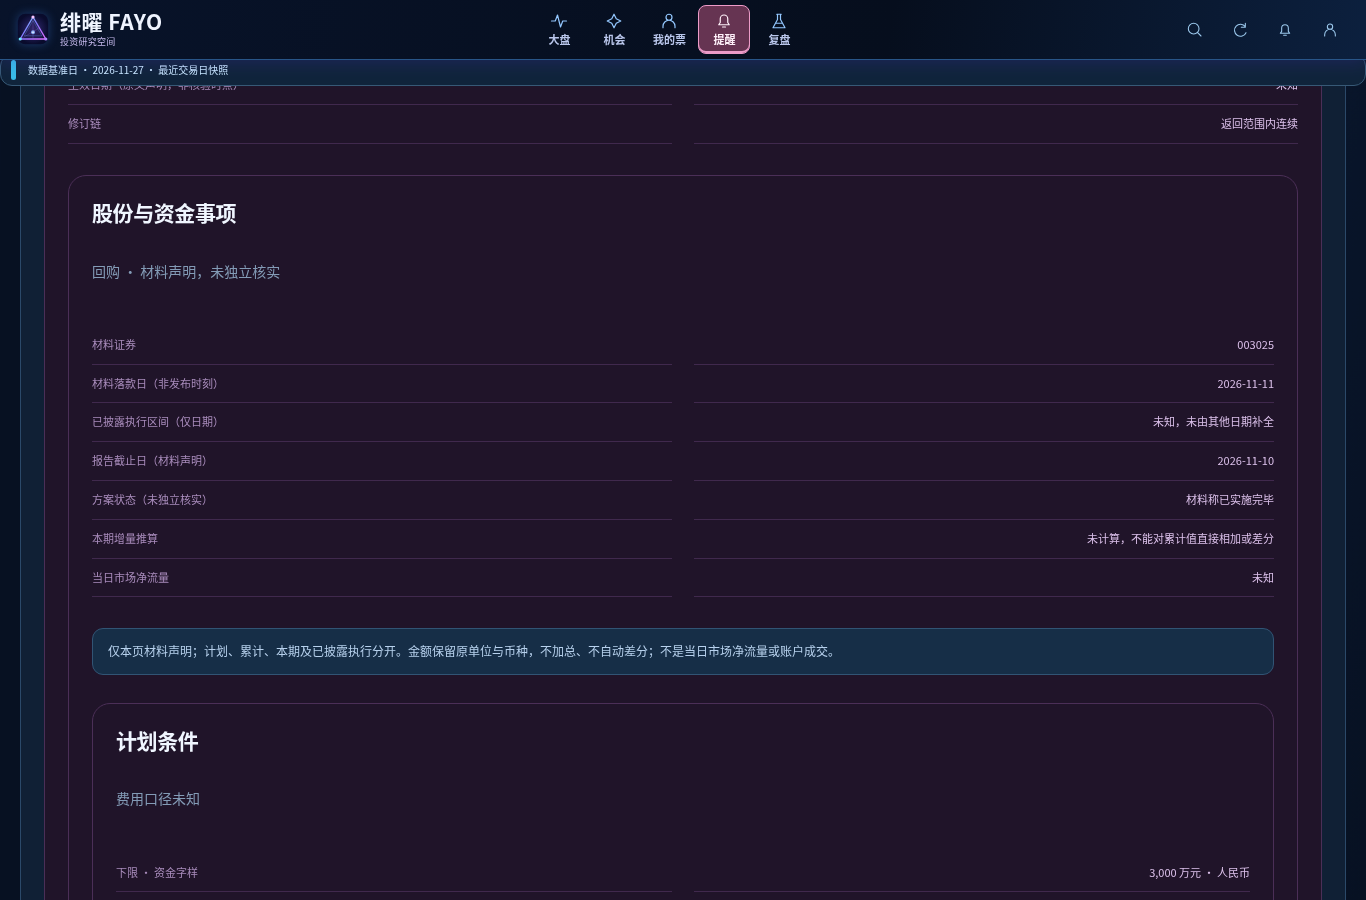 绯曜 FAYO
投资研究空间
大盘
机会
我的票
提醒
复盘
数据基准日 · 2026-11-27 · 最近交易日快照
修订链
返回范围内连续
股份与资金事项
回购 · 材料声明，未独立核实
材料证券
003025
材料落款日（非发布时刻）
2026-11-11
已披露执行区间（仅日期）
未知，未由其他日期补全
报告截止日（材料声明）
2026-11-10
方案状态（未独立核实）
材料称已实施完毕
本期增量推算
未计算，不能对累计值直接相加或差分
当日市场净流量
未知
仅本页材料声明；计划、累计、本期及已披露执行分开。金额保留原单位与币种，不加总、不自动差分；不是当日市场净流量或账户成交。
计划条件
费用口径未知
下限 · 资金字样
3,000 万元 · 人民币